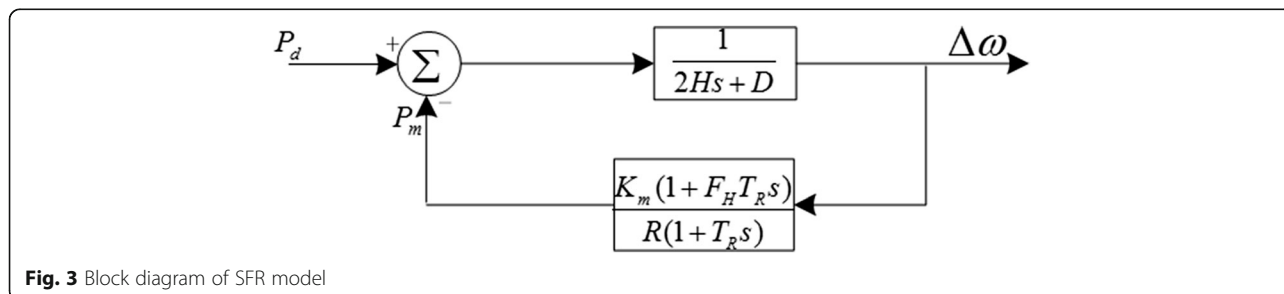 P_d
+
Σ
−
P_m
1
2Hs + D
Δω
K_m (1 + F_H T_R s)
R(1 + T_R s)
Fig. 3 Block diagram of SFR model